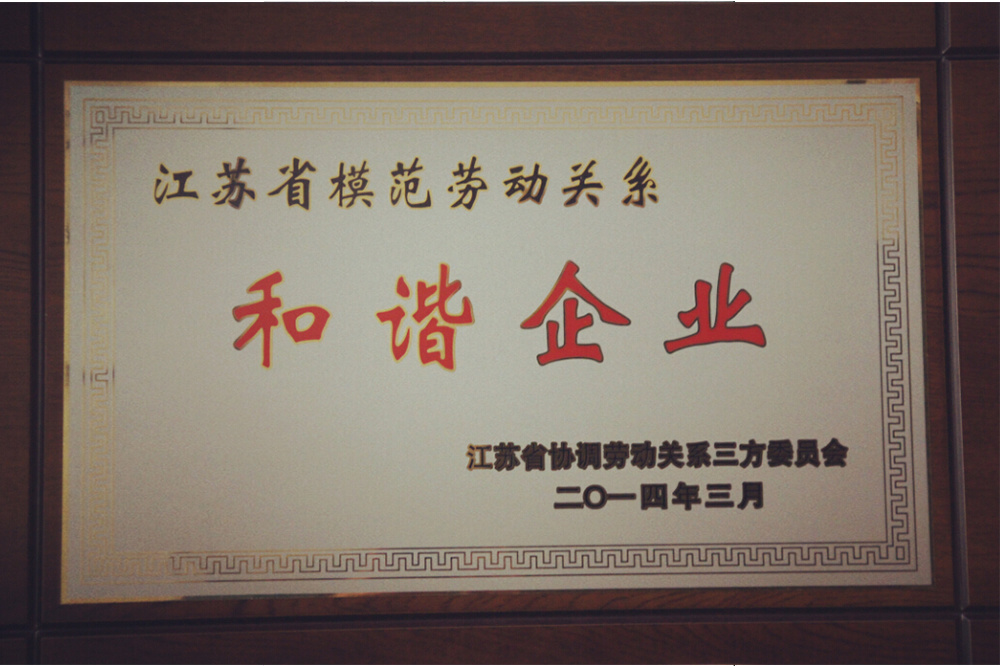 江苏省模范劳动关系
和谐企业
江苏省协调劳动关系三方委员会
二〇一四年三月